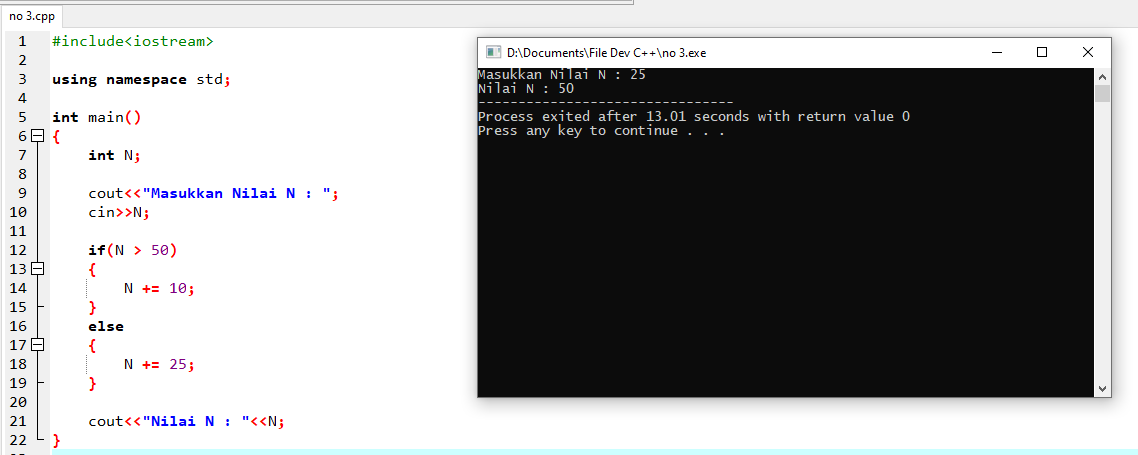 no 3.cpp
1 #include<iostream>
2
3 using namespace std;
4
5 int main()
6 {
7 int N;
8
9 cout<<"Masukkan Nilai N : ";
10 cin>>N;
11
12 if(N > 50)
13 {
14 N += 10;
15 }
16 else
17 {
18 N += 25;
19 }
20
21 cout<<"Nilai N : "<<N;
22 }
D:\Documents\File Dev C++\no 3.exe
Masukkan Nilai N : 25
Nilai N : 50
--------------------------------
Process exited after 13.01 seconds with return value 0
Press any key to continue . . .